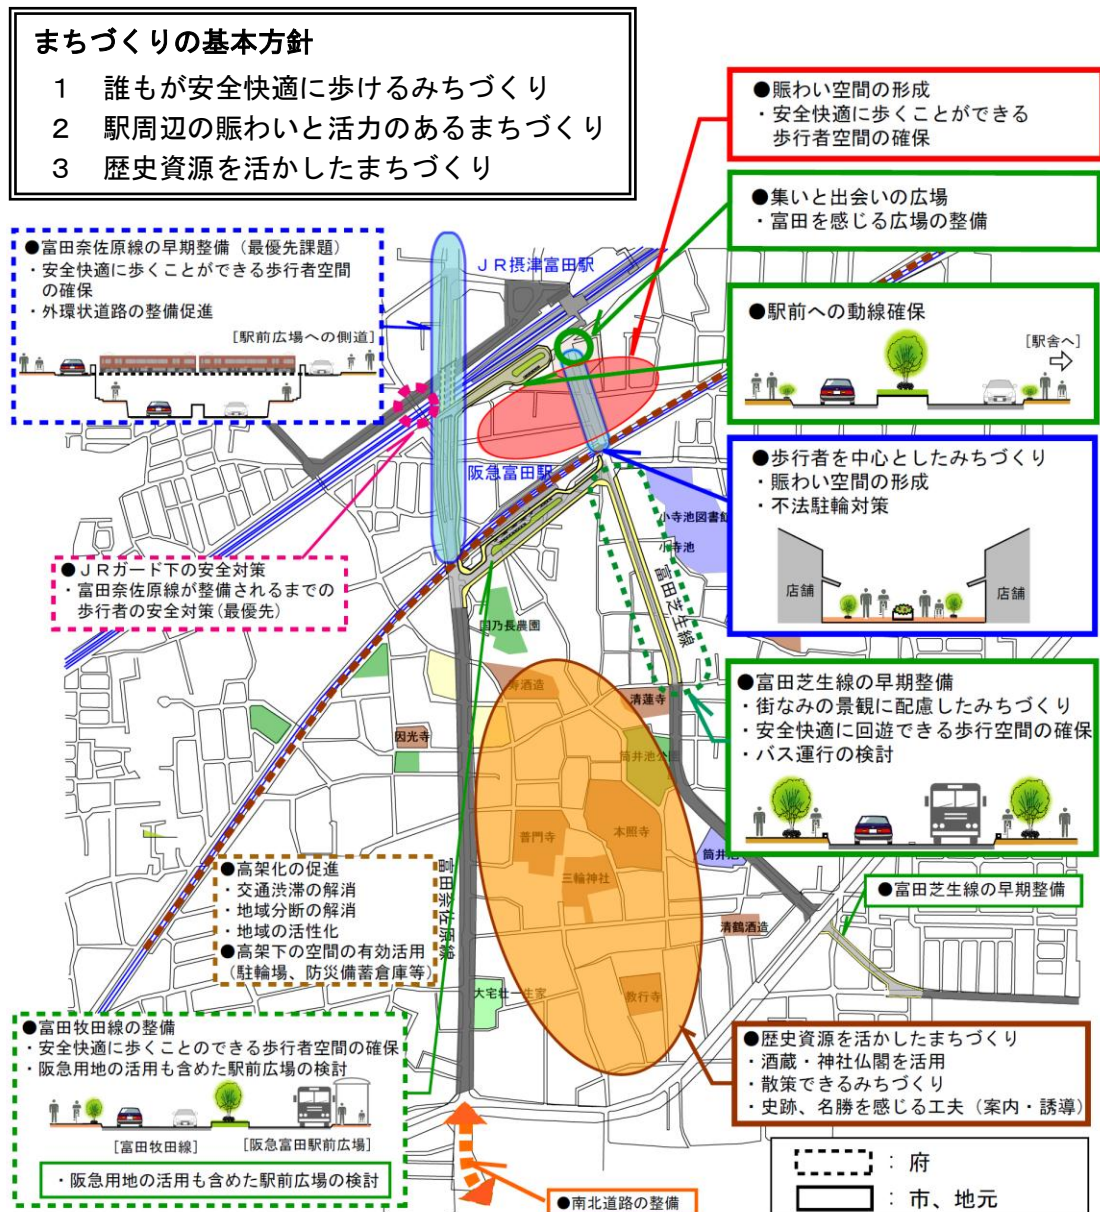 まちづくりの基本方針
1 誰もが安全快適に歩けるみちづくり
2 駅周辺の賑わいと活力のあるまちづくり
3 歴史資源を活かしたまちづくり
●賑わい空間の形成
・安全快適に歩くことができる
歩行者空間の確保
●集いと出会いの広場
・富田を感じる広場の整備
●富田奈佐原線の早期整備（最優先課題）
・安全快適に歩くことができる歩行者空間
の確保
・外環状道路の整備促進
[駅前広場への側道]
ＪＲ摂津富田駅
●駅前への動線確保
[駅舎へ]
阪急富田駅
●歩行者を中心としたみちづくり
・賑わい空間の形成
・不法駐輪対策
店舗
店舗
小寺池図書館
小寺池
富田芝生線
●ＪＲガード下の安全対策
・富田奈佐原線が整備されるまでの
歩行者の安全対策(最優先)
国乃長農園
寿酒造
清蓮寺
因光寺
筒井池公園
●富田芝生線の早期整備
・街なみの景観に配慮したみちづくり
・安全快適に回遊できる歩行空間の確保
・バス運行の検討
普門寺
本照寺
三輪神社
筒井池
●高架化の促進
・交通渋滞の解消
・地域分断の解消
・地域の活性化
●高架下の空間の有効活用
（駐輪場、防災備蓄倉庫等）
富田奈佐原線
●富田芝生線の早期整備
清鶴酒造
大宅壮一生家
教行寺
●富田牧田線の整備
・安全快適に歩くことのできる歩行者空間の確保
・阪急用地の活用も含めた駅前広場の検討
[富田牧田線]
[阪急富田駅前広場]
・阪急用地の活用も含めた駅前広場の検討
●歴史資源を活かしたまちづくり
・酒蔵・神社仏閣を活用
・散策できるみちづくり
・史跡、名勝を感じる工夫（案内・誘導）
●南北道路の整備
：府
：市、地元